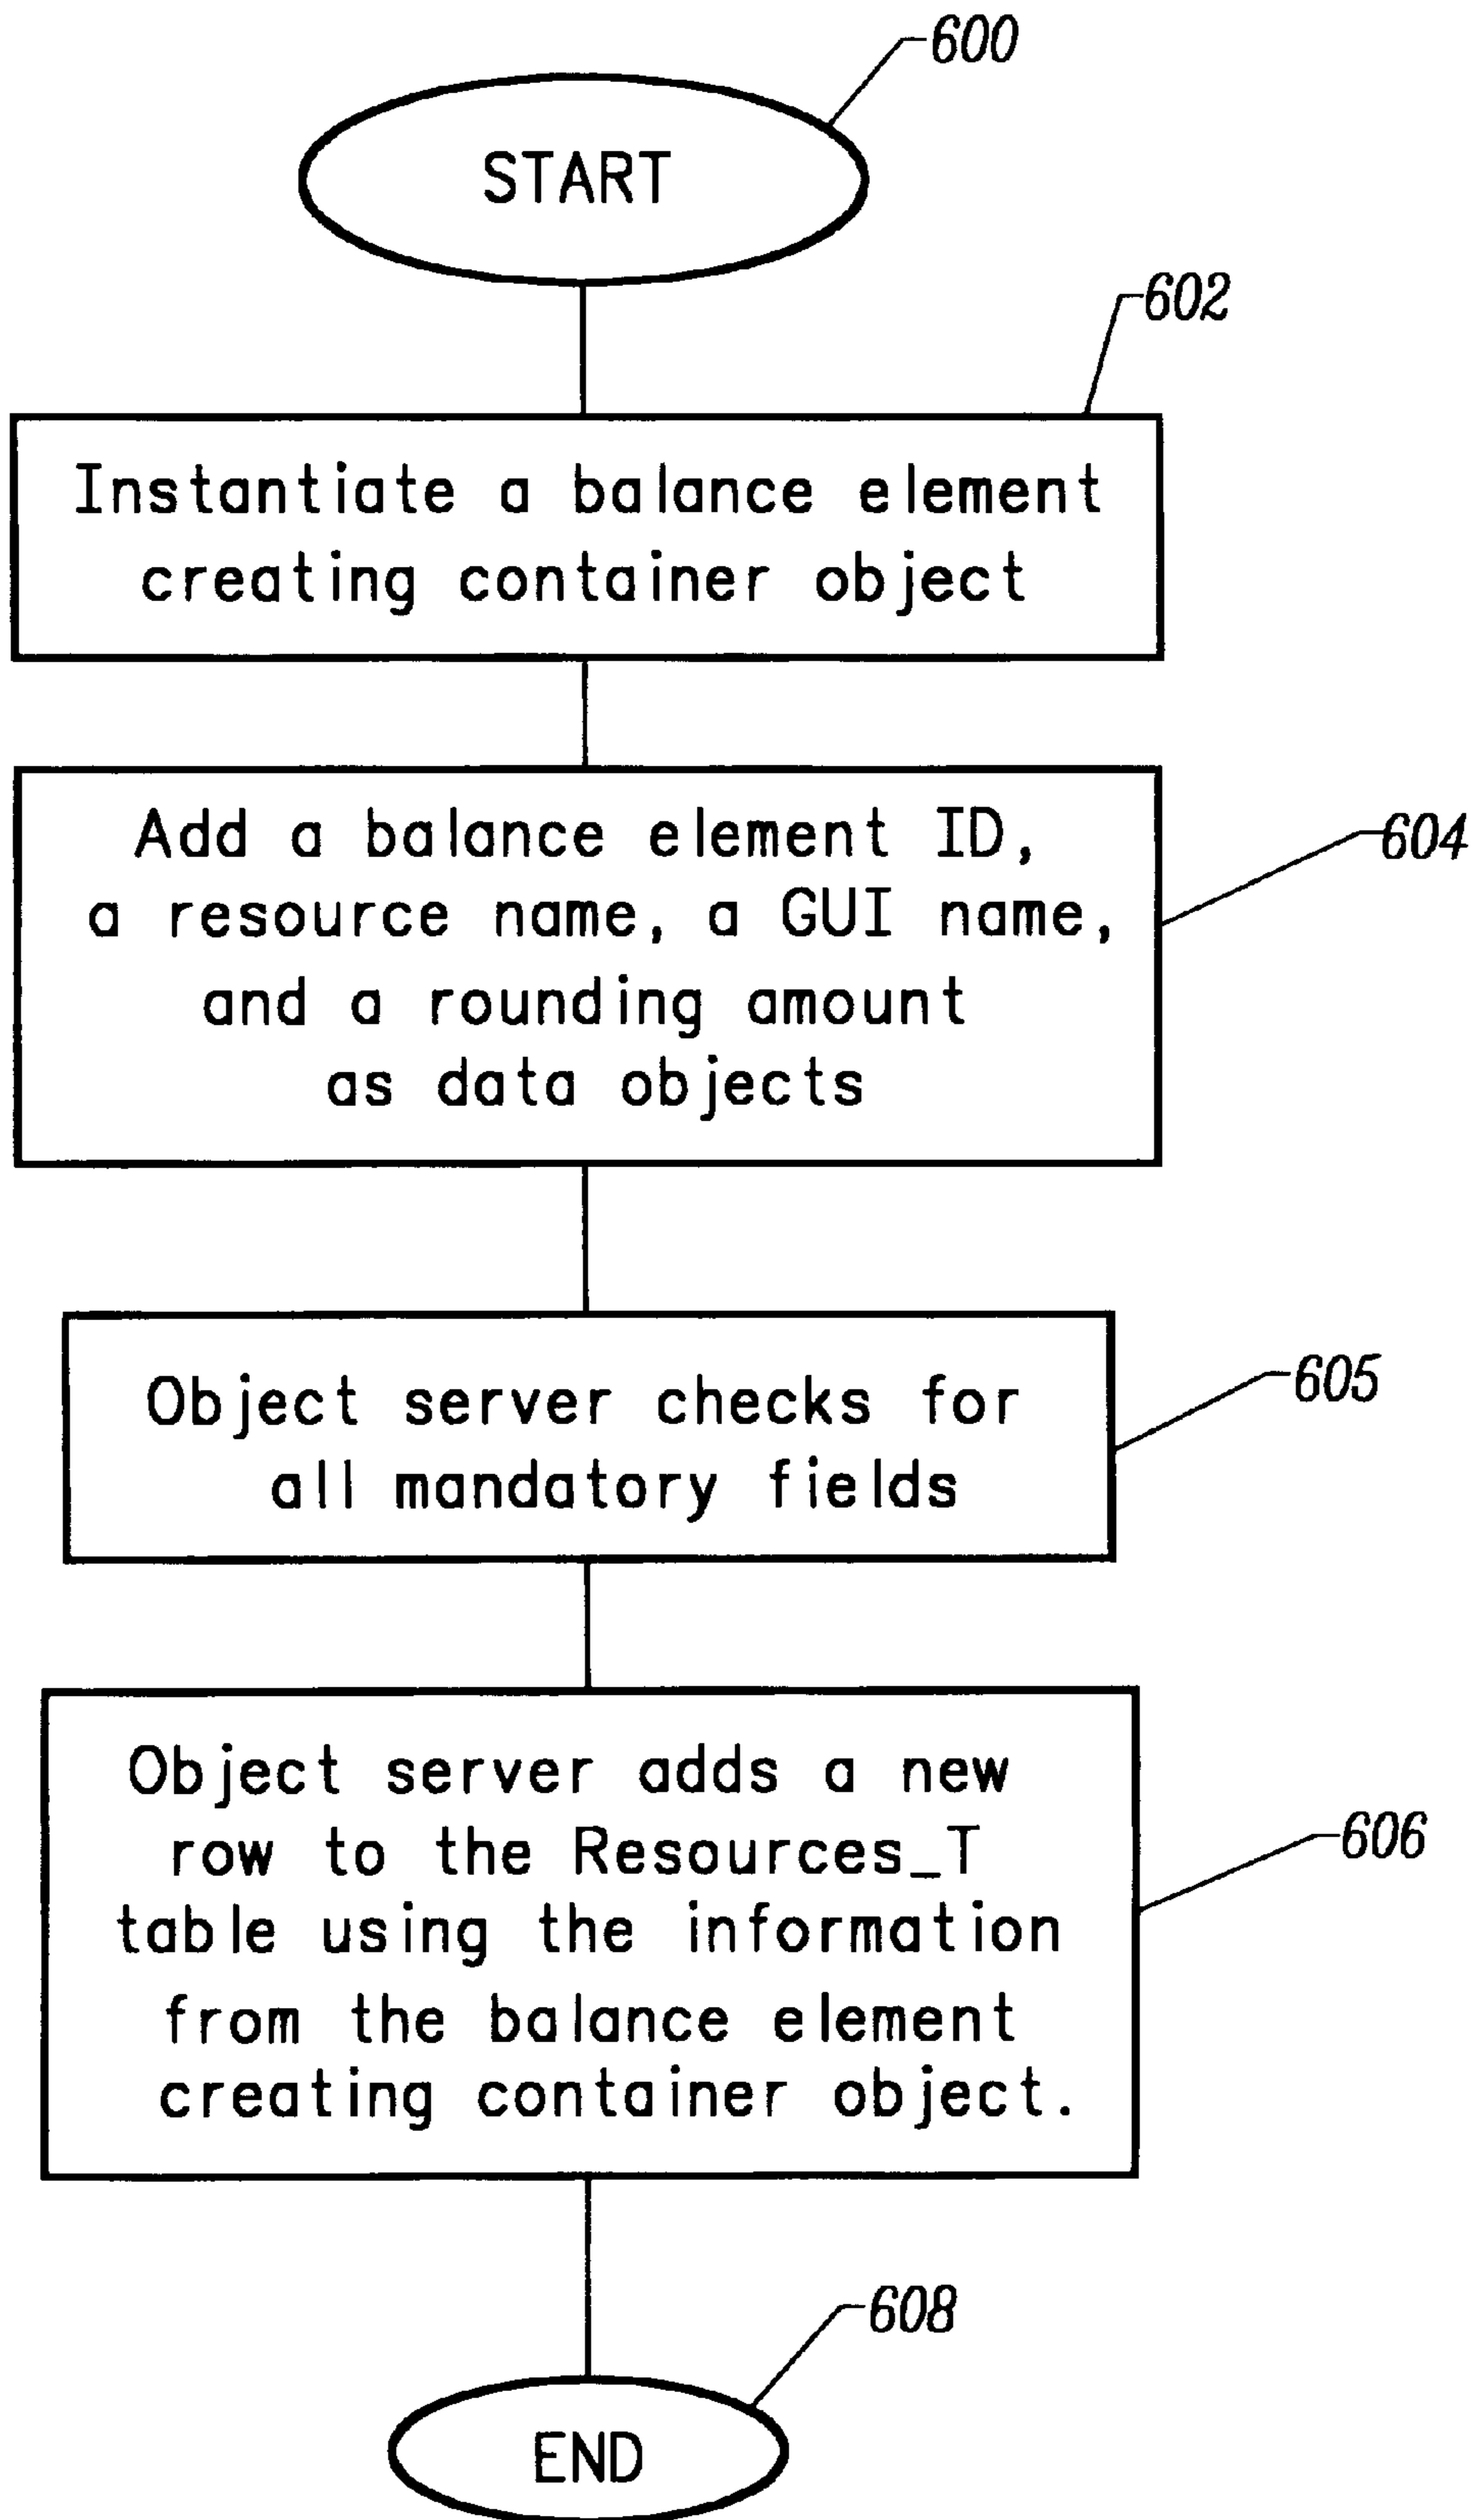 600
START
602
Instantiate a balance element
creating container object
Add a balance element ID,
a resource name, a GUI name,
and a rounding amount
as data objects
604
Object server checks for
all mandatory fields
605
Object server adds a new
row to the Resources_T
table using the information
from the balance element
creating container object.
606
608
END